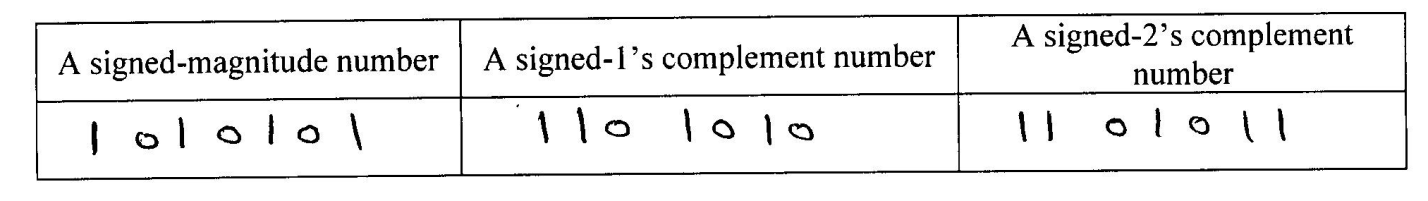 A signed-magnitude number
A signed-1's complement number
A signed-2's complement
number
1010101
110 1010
11 01011